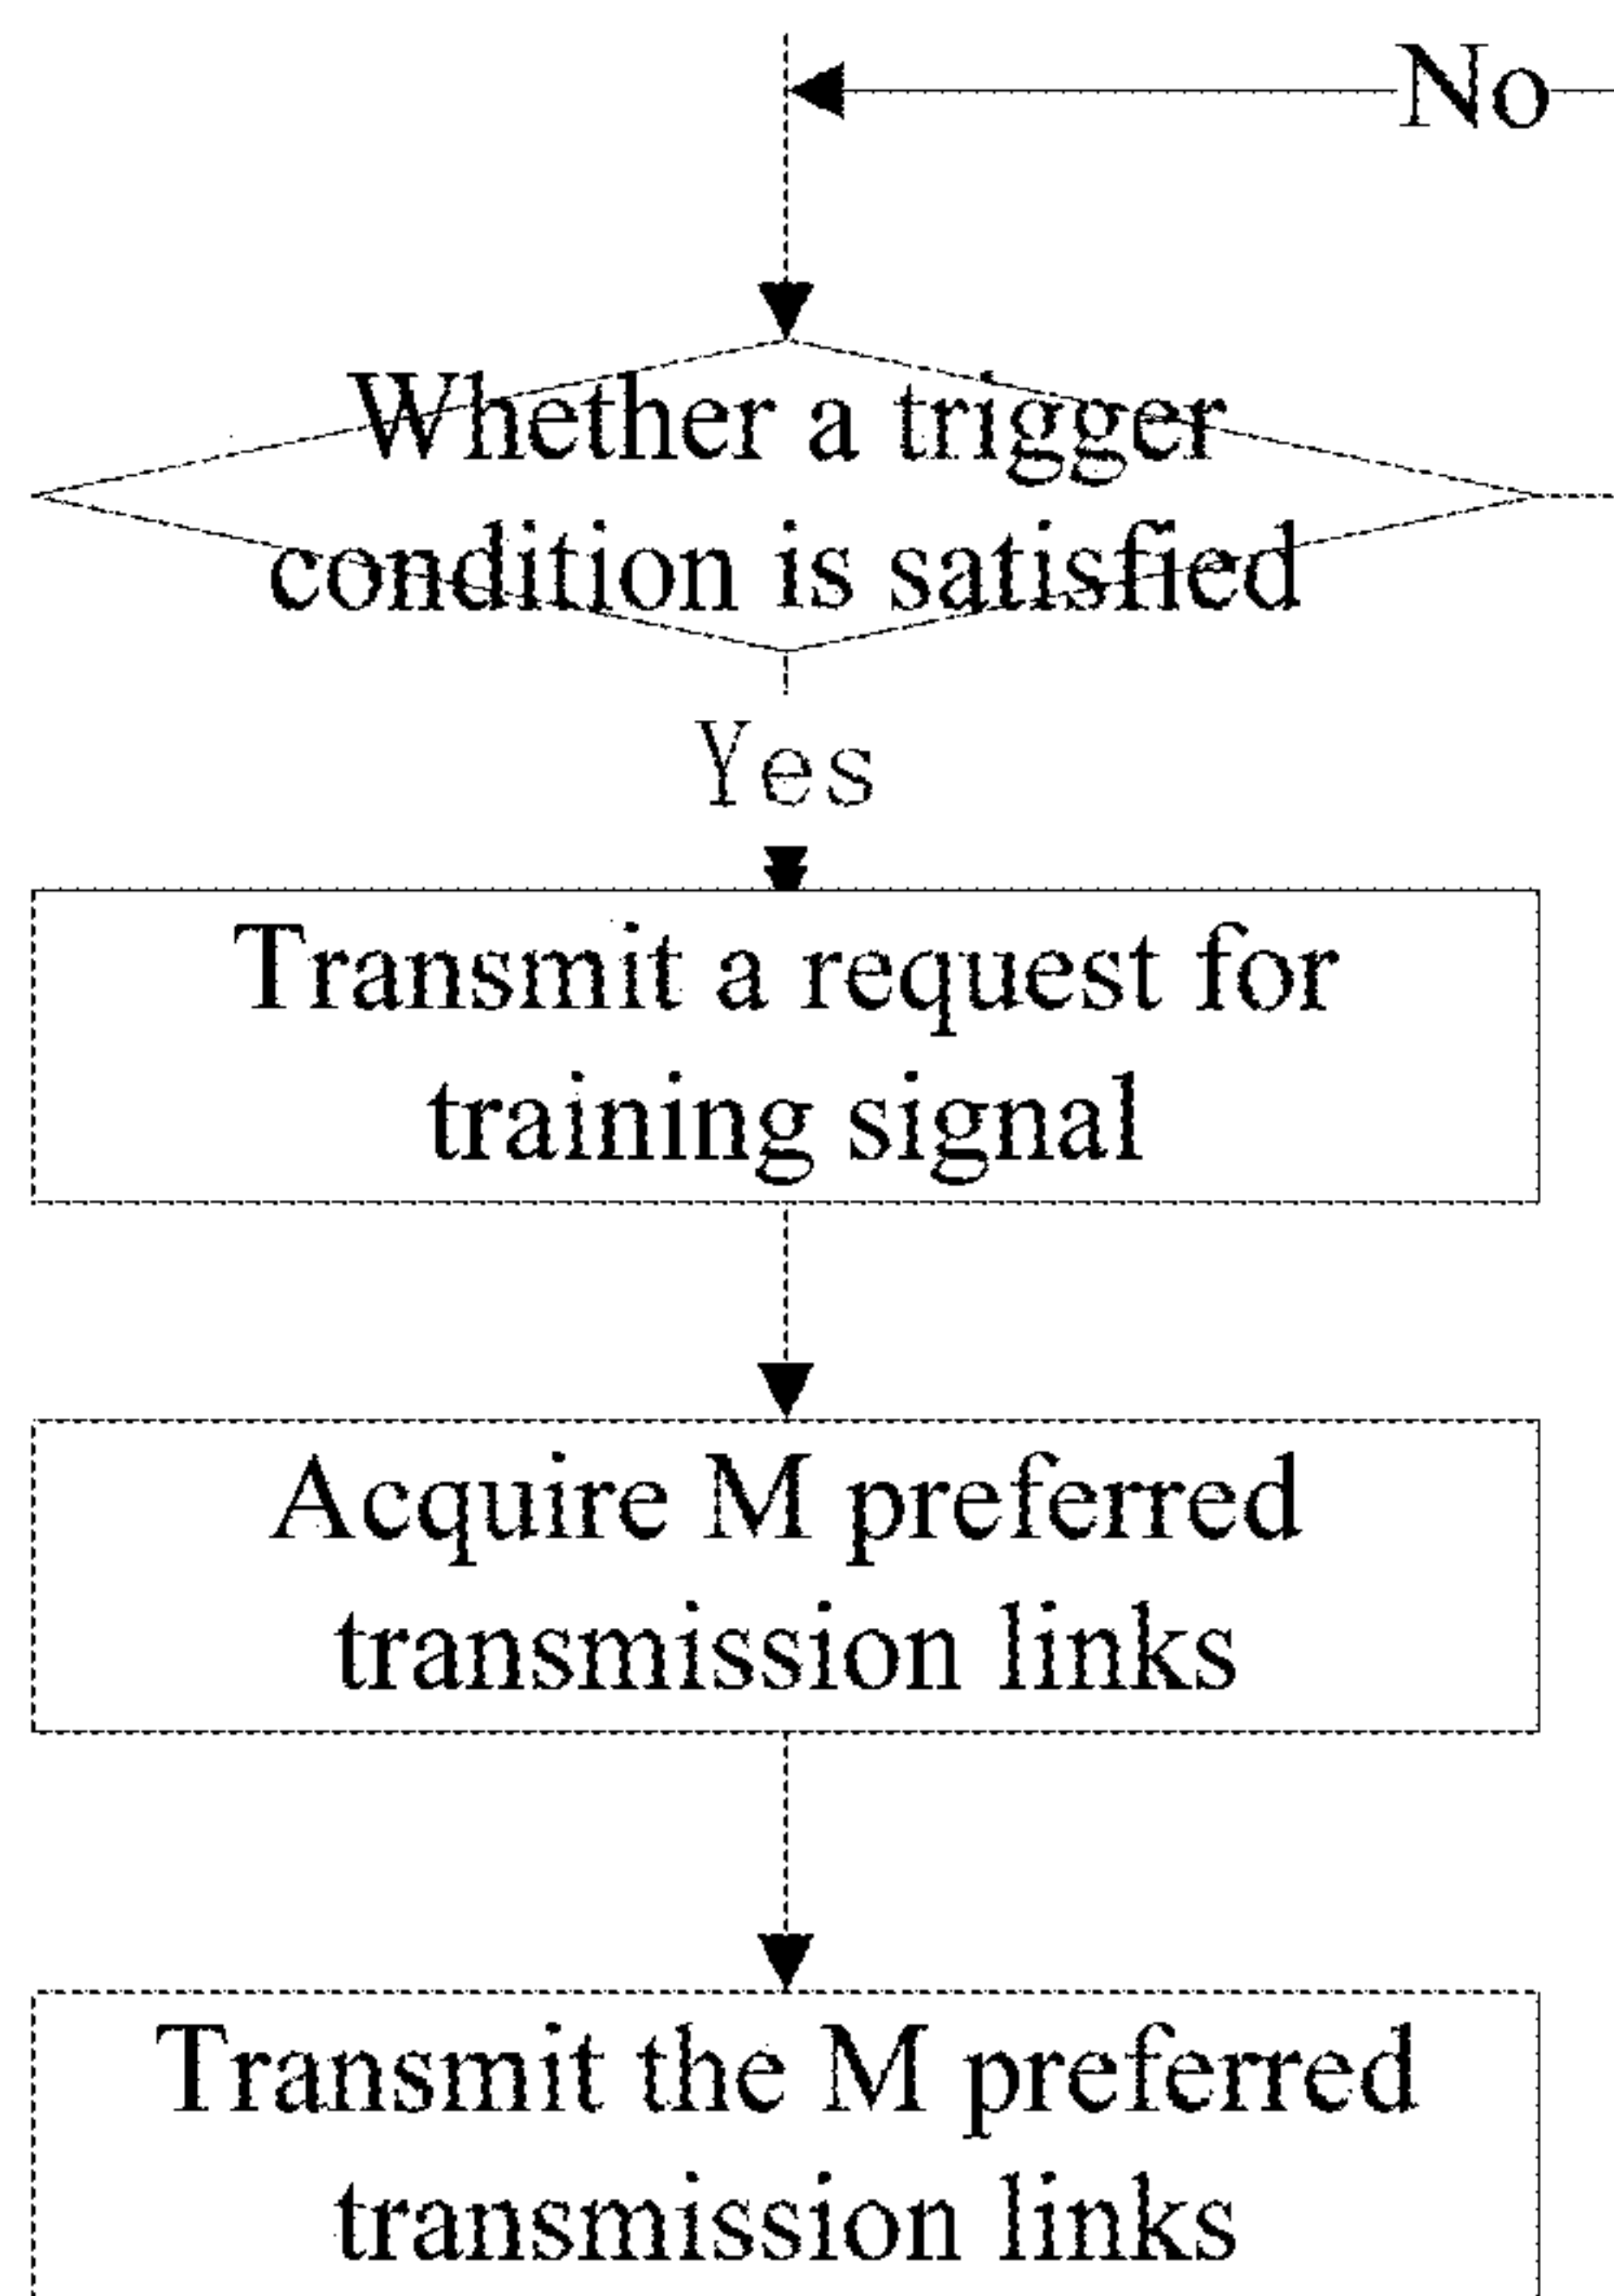 No
Whether a trigger
condition is satisfied
Yes
Transmit a request for
training signal
Acquire M preferred
transmission links
Transmit the M preferred
transmission links